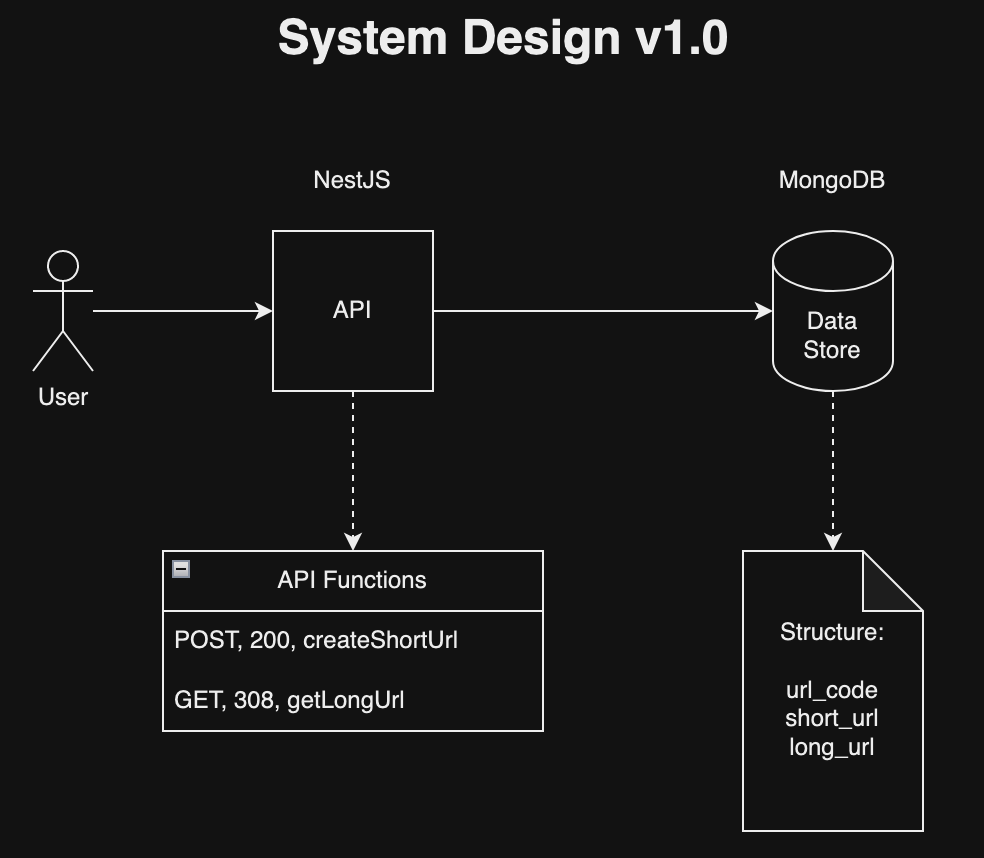 System Design v1.0
NestJS
MongoDB
API
Data
Store
User
API Functions
POST, 200, createShortUrl
GET, 308, getLongUrl
Structure:
url_code
short_url
long_url